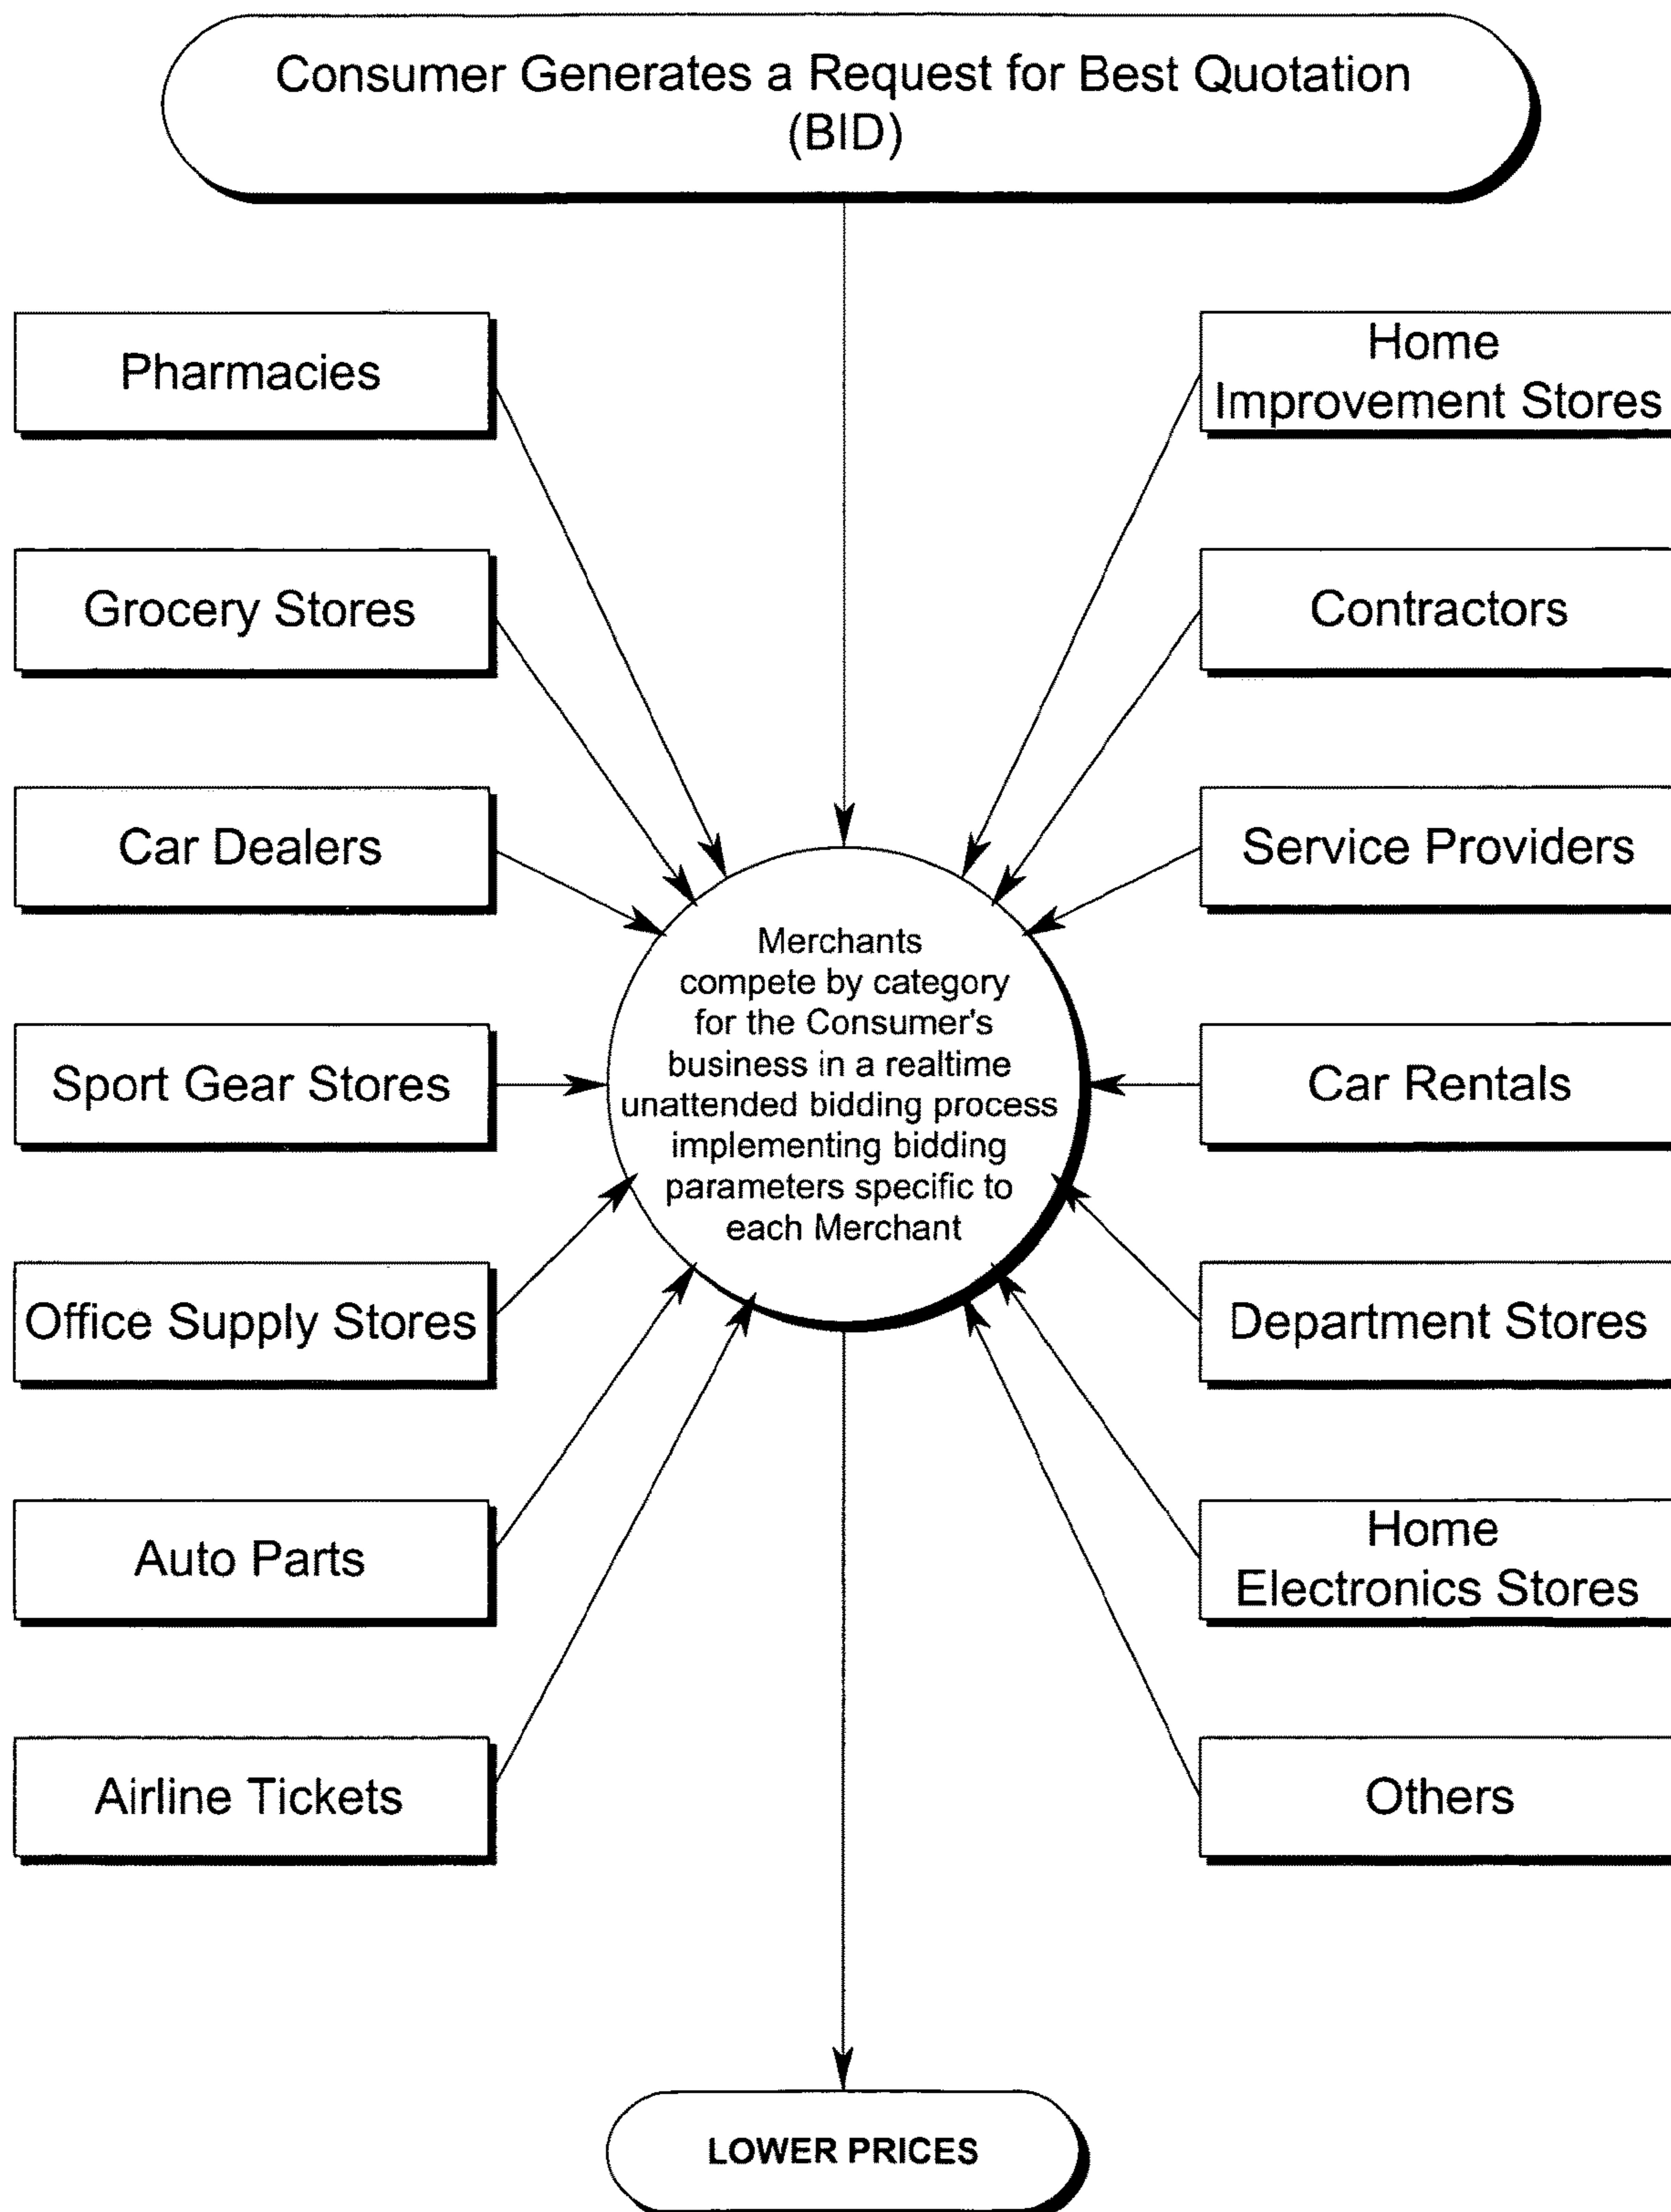 Consumer Generates a Request for Best Quotation
(BID)
Pharmacies
Home
Improvement Stores
Grocery Stores
Contractors
Car Dealers
Service Providers
Merchants
compete by category
for the Consumer's
business in a realtime
unattended bidding process
implementing bidding
parameters specific to
each Merchant
Sport Gear Stores
Car Rentals
Office Supply Stores
Department Stores
Auto Parts
Home
Electronics Stores
Airline Tickets
Others
LOWER PRICES